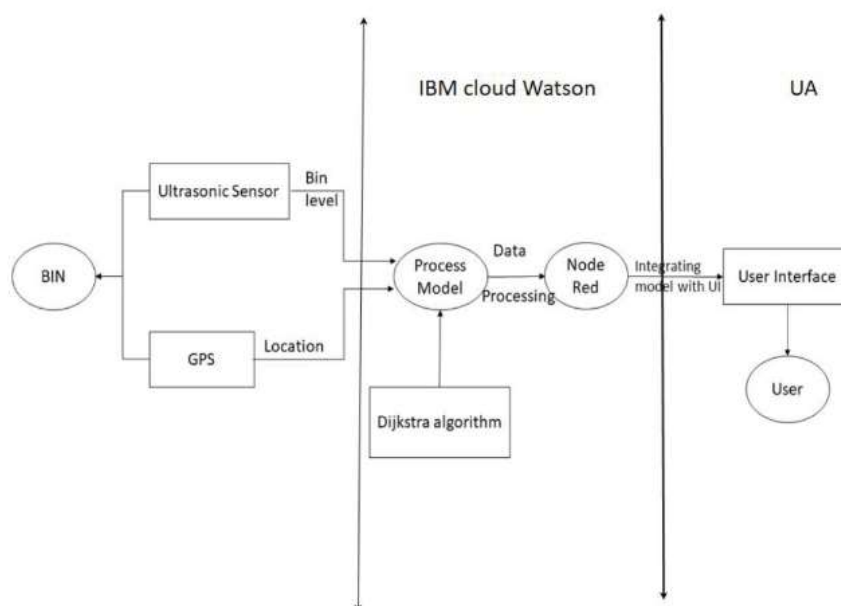 IBM cloud Watson
UA
Ultrasonic Sensor
Bin
level
BIN
Process
Model
Data
Processing
Node
Red
Integrating
model with UI
User Interface
GPS
Location
User
Dijkstra algorithm